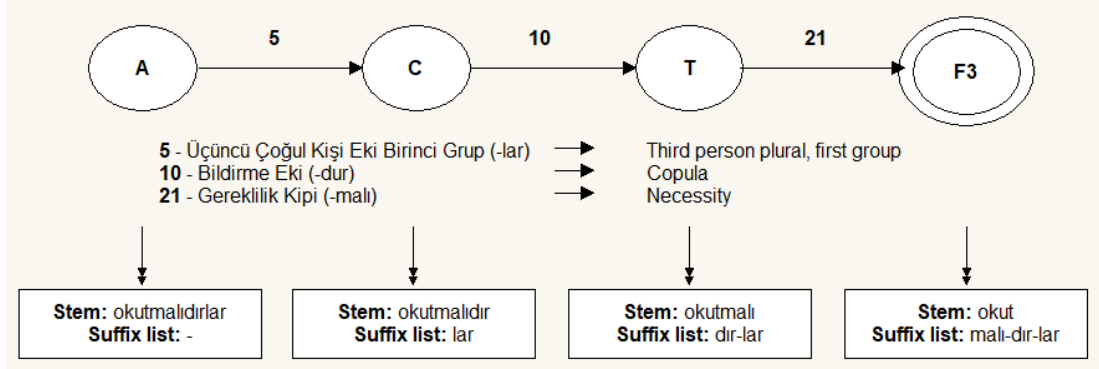 5 10 21
A C T F3
5 - Üçüncü Çoğul Kişi Eki Birinci Grup (-lar) Third person plural, first group
10 - Bildirme Eki (-dur) Copula
21 - Gereklilik Kipi (-malı) Necessity
Stem: okutmalıdırlar
Suffix list: -
Stem: okutmalıdır
Suffix list: lar
Stem: okutmalı
Suffix list: dır-lar
Stem: okut
Suffix list: malı-dır-lar